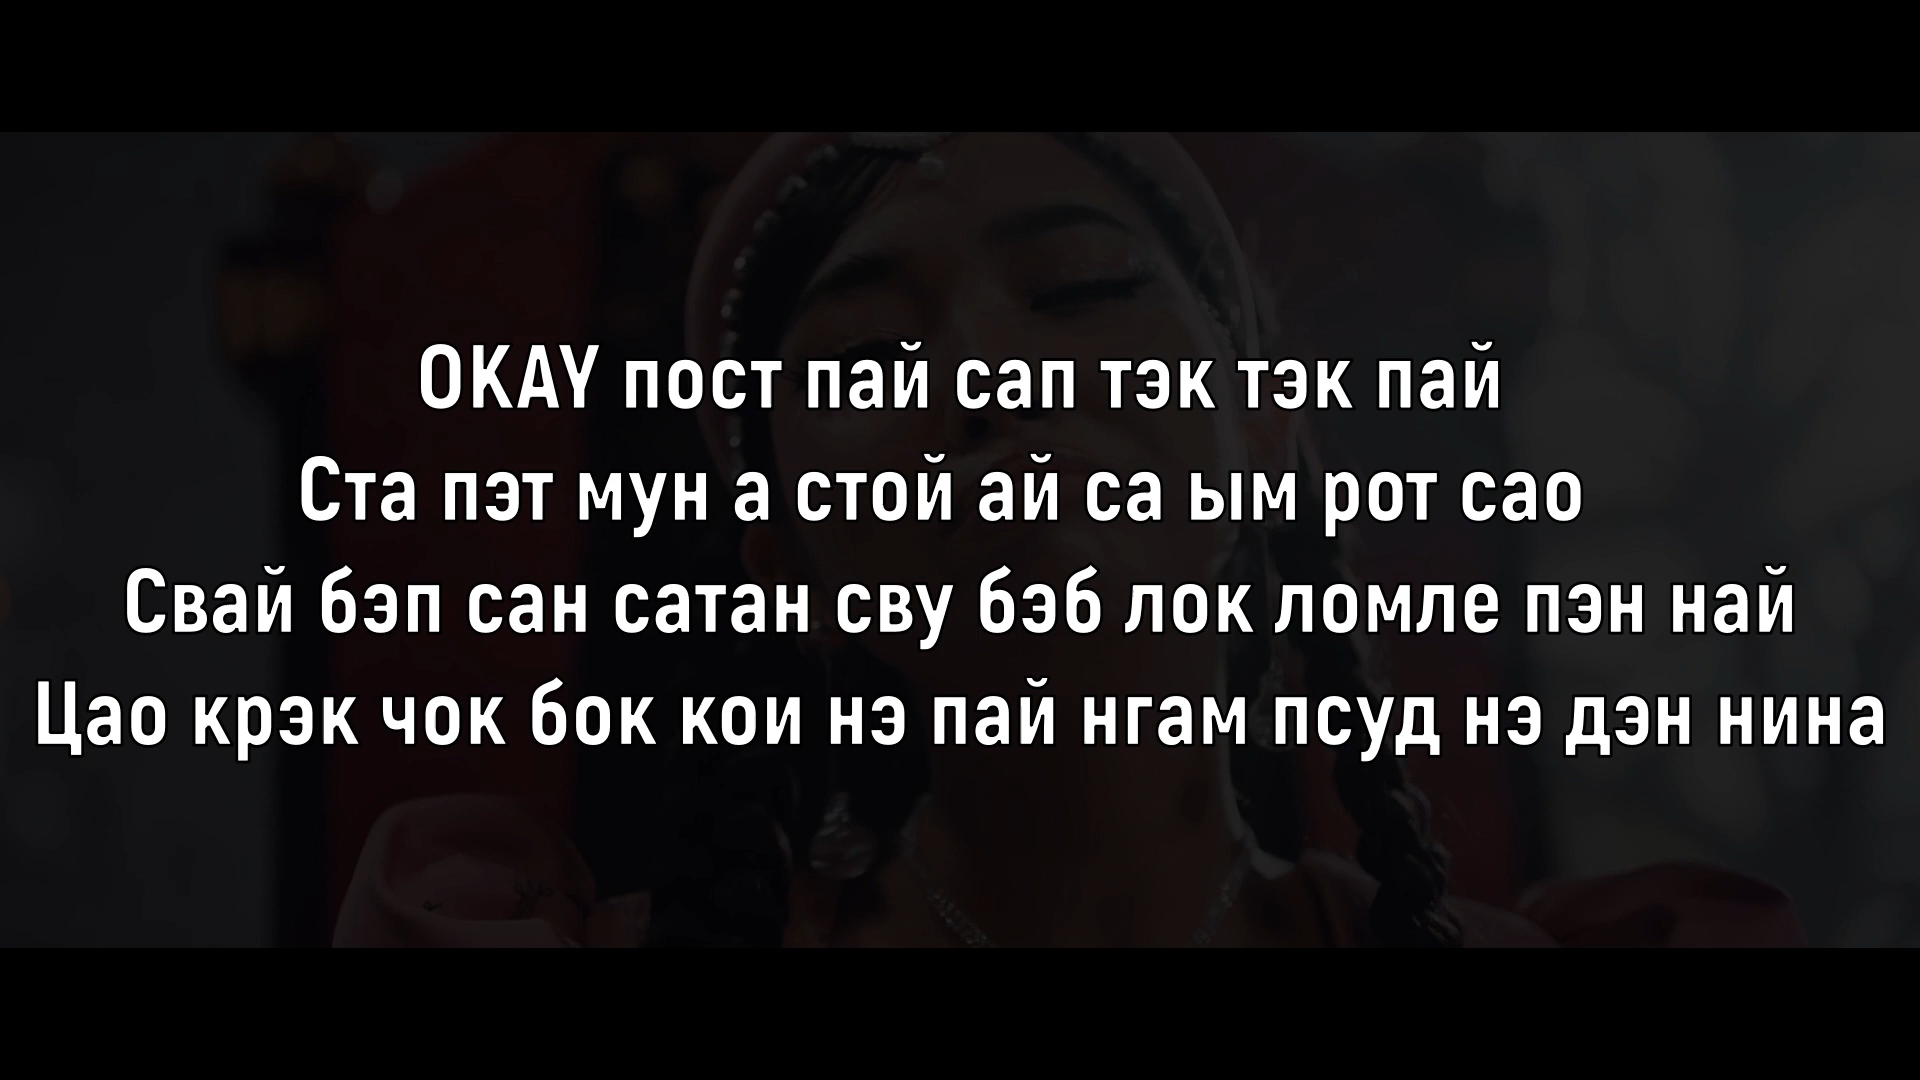 OKAY пост пай сап тэк тэк пай
Ста пэт мун а стой ай са ым рот сао
Свай бэп сан сатан сву бэб лок ломле пэн най
Цао крэк чок бок кои нэ пай нгам псуд нэ дэн нина